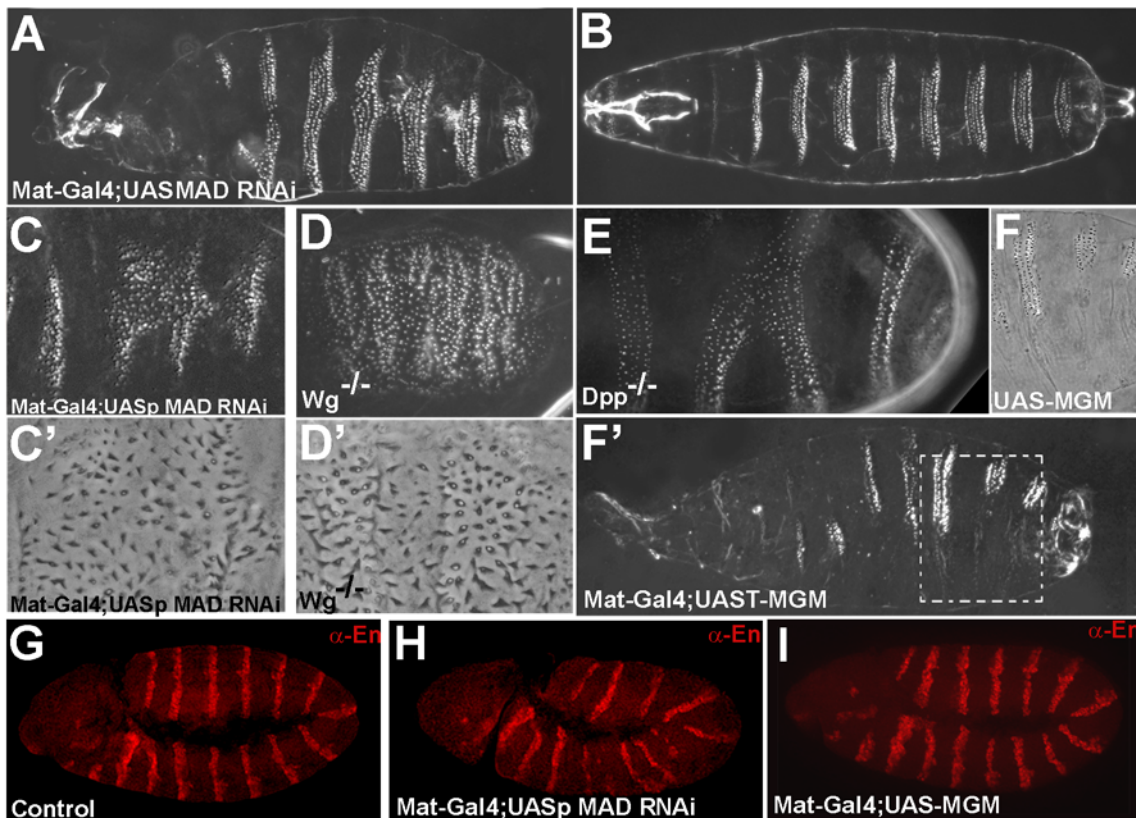 A
B
Mat-Gal4;UASMAD RNAi
C
D
E
F
Mat-Gal4;UASp MAD RNAi
Wg-/-
Dpp-/-
UAS-MGM
C'
D'
F'
Mat-Gal4;UASp MAD RNAi
Wg-/-
Mat-Gal4;UAST-MGM
G
α-En
H
α-En
I
α-En
Control
Mat-Gal4;UASp MAD RNAi
Mat-Gal4;UAS-MGM